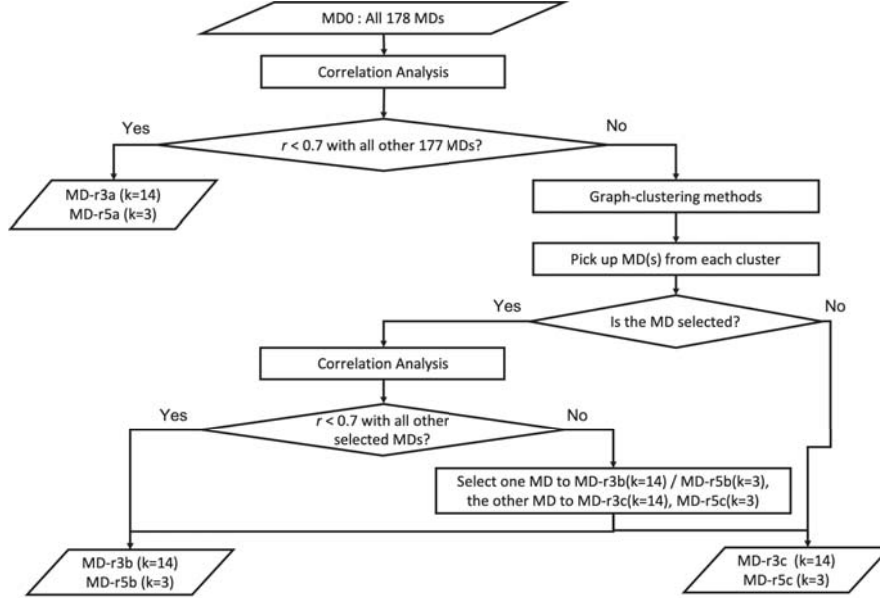 MD0 : All 178 MDs
Correlation Analysis
Yes
No
r < 0.7 with all other 177 MDs?
MD-r3a (k=14)
MD-r5a (k=3)
Graph-clustering methods
Pick up MD(s) from each cluster
Yes
No
Is the MD selected?
Correlation Analysis
Yes
No
r < 0.7 with all other
selected MDs?
Select one MD to MD-r3b(k=14) / MD-r5b(k=3),
the other MD to MD-r3c(k=14), MD-r5c(k=3)
MD-r3b (k=14)
MD-r5b (k=3)
MD-r3c (k=14)
MD-r5c (k=3)